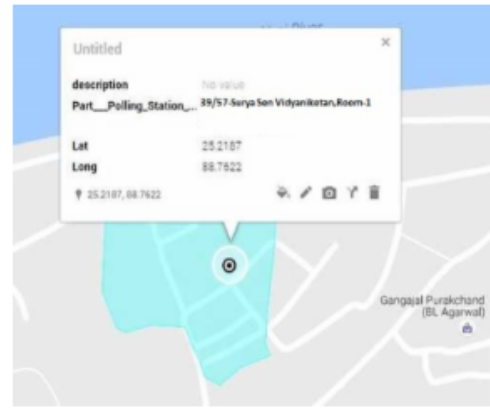 Untitled
description No value
Part__Polling_Station_... 39/57-Surya Sen Vidyaniketan,Room-1
Lat 25.2187
Long 88.7622
25.2187, 88.7622
Gangajal Purakchand
(BL Agarwal)